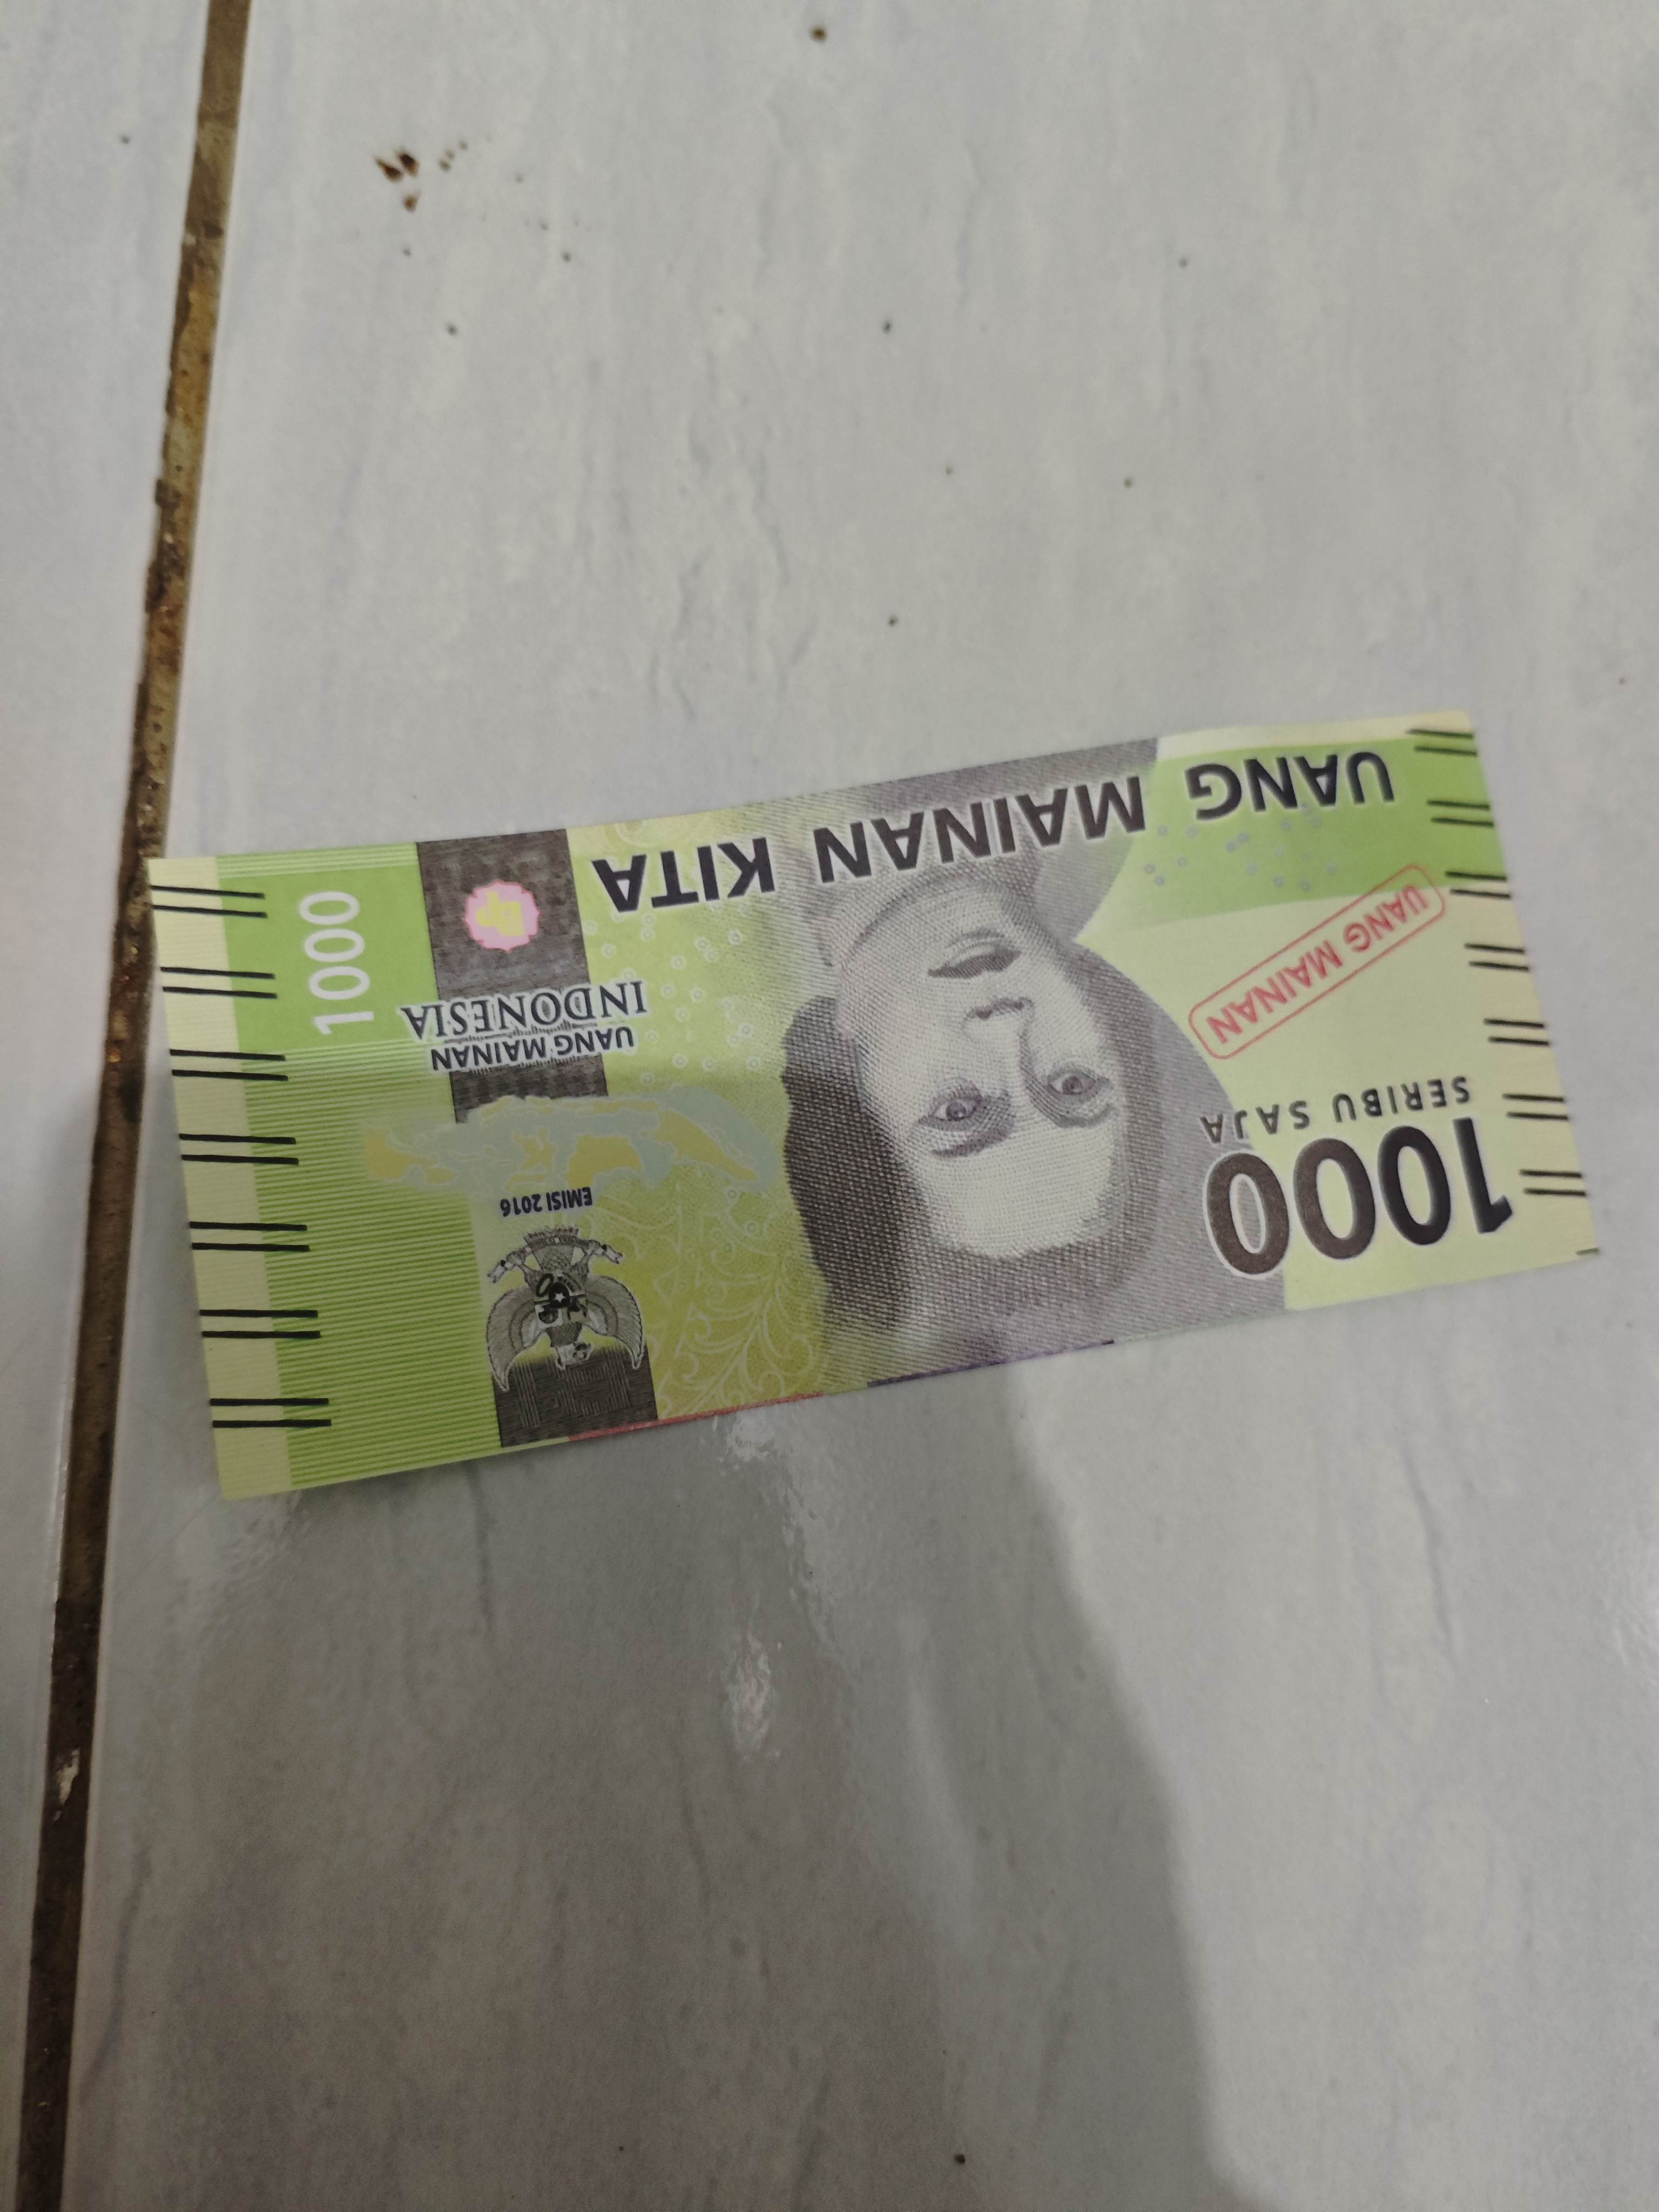 1000
SERIBU SAJA
UANG MAINAN
UANG MAINAN KITA
EMISI 2016
UANG MAINAN
INDONESIA
1000